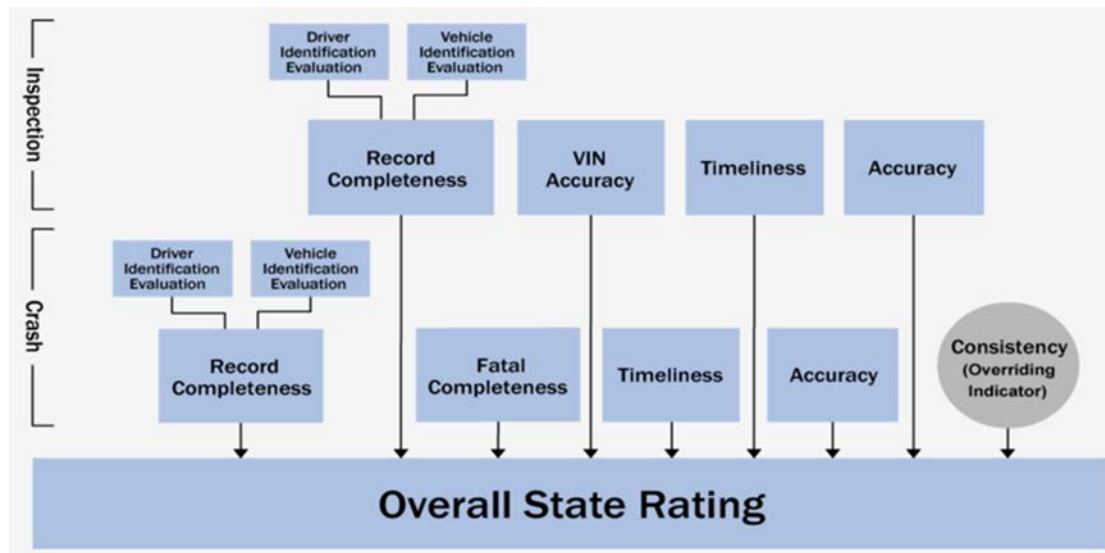 Inspection
Driver
Identification
Evaluation
Vehicle
Identification
Evaluation
Record
Completeness
VIN
Accuracy
Timeliness
Accuracy
Crash
Driver
Identification
Evaluation
Vehicle
Identification
Evaluation
Record
Completeness
Fatal
Completeness
Timeliness
Accuracy
Consistency
(Overriding
Indicator)
Overall State Rating